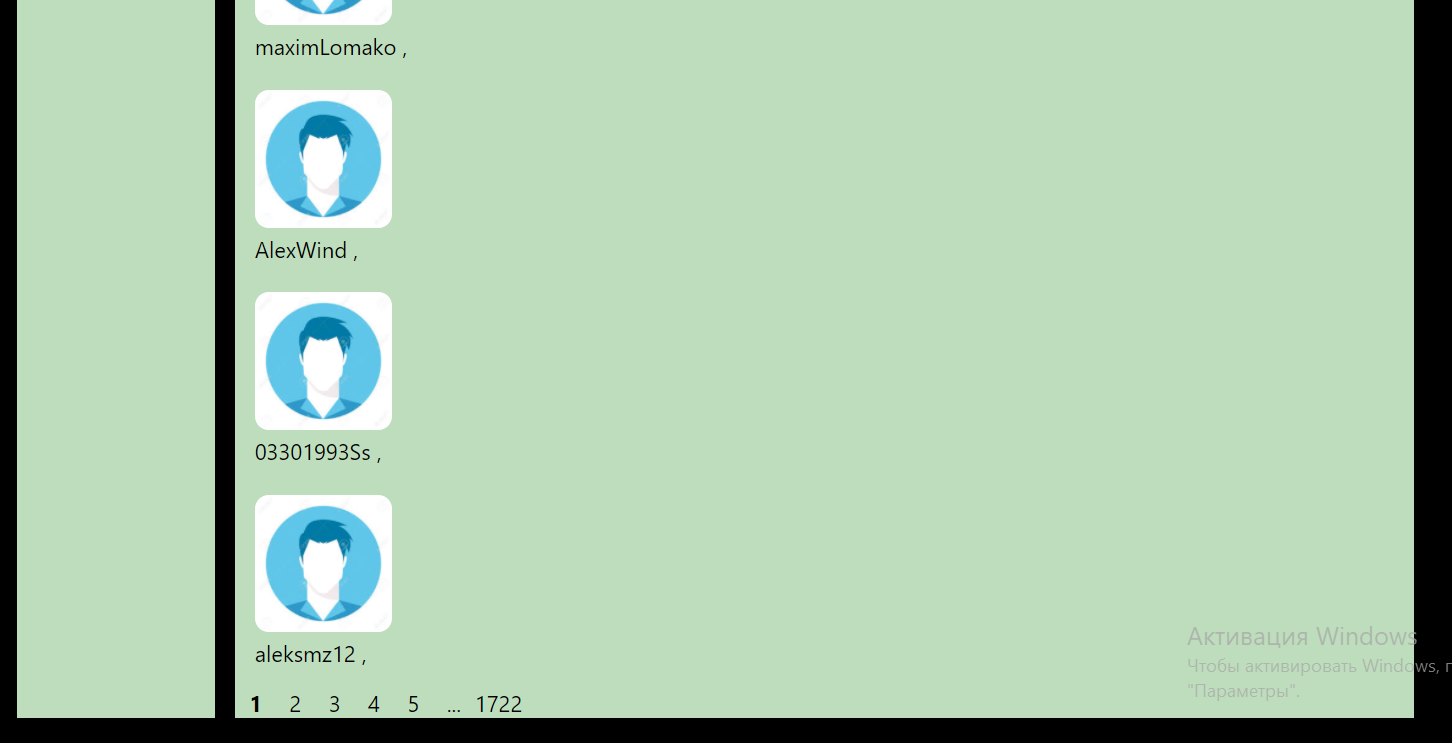 maximLomako ,
AlexWind ,
03301993Ss ,
aleksmz12 ,
1 2 3 4 5 ... 1722
Активация Windows
Чтобы активировать Windows,
"Параметры".